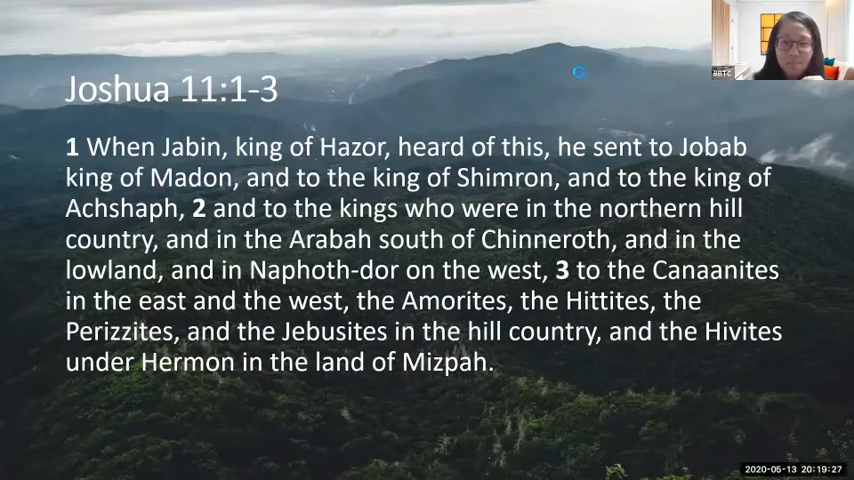 BBTC
Joshua 11:1-3
1 When Jabin, king of Hazor, heard of this, he sent to Jobab
king of Madon, and to the king of Shimron, and to the king of
Achshaph, 2 and to the kings who were in the northern hill
country, and in the Arabah south of Chinneroth, and in the
lowland, and in Naphoth-dor on the west, 3 to the Canaanites
in the east and the west, the Amorites, the Hittites, the
Perizzites, and the Jebusites in the hill country, and the Hivites
under Hermon in the land of Mizpah.
2020-05-13 20:19:27